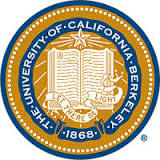 ·THE·UNIVERSITY·OF·CALIFORNIA·BERKELEY·
LET THERE BE LIGHT
·1868·